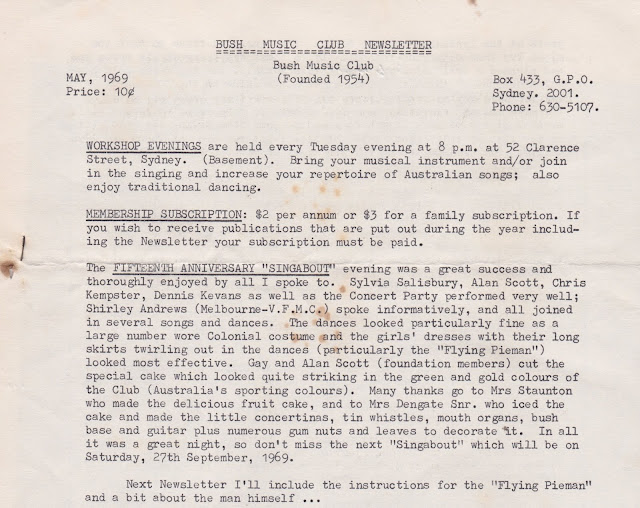 BUSH MUSIC CLUB NEWSLETTER
Bush Music Club
MAY, 1969 (Founded 1954) Box 433, G.P.O.
Price: 10¢ Sydney. 2001.
Phone: 630-5107.
WORKSHOP EVENINGS are held every Tuesday evening at 8 p.m. at 52 Clarence
Street, Sydney. (Basement). Bring your musical instrument and/or join
in the singing and increase your repertoire of Australian songs; also
enjoy traditional dancing.
MEMBERSHIP SUBSCRIPTION: $2 per annum or $3 for a family subscription. If
you wish to receive publications that are put out during the year includ-
ing the Newsletter your subscription must be paid.
The FIFTEENTH ANNIVERSARY "SINGABOUT" evening was a great success and
thoroughly enjoyed by all I spoke to. Sylvia Salisbury, Alan Scott, Chris
Kempster, Dennis Kevans as well as the Concert Party performed very well;
Shirley Andrews (Melbourne-V.F.M.C.) spoke informatively, and all joined
in several songs and dances. The dances looked particularly fine as a
large number wore Colonial costume and the girls' dresses with their long
skirts twirling out in the dances (particularly the "Flying Pieman")
looked most effective. Gay and Alan Scott (foundation members) cut the
special cake which looked quite striking in the green and gold colours of
the Club (Australia's sporting colours). Many thanks go to Mrs Staunton
who made the delicious fruit cake, and to Mrs Dengate Snr. who iced the
cake and made the little concertinas, tin whistles, mouth organs, bush
base and guitar plus numerous gum nuts and leaves to decorate it. In all
it was a great night, so don't miss the next "Singabout" which will be on
Saturday, 27th September, 1969.
Next Newsletter I'll include the instructions for the "Flying Pieman"
and a bit about the man himself ...